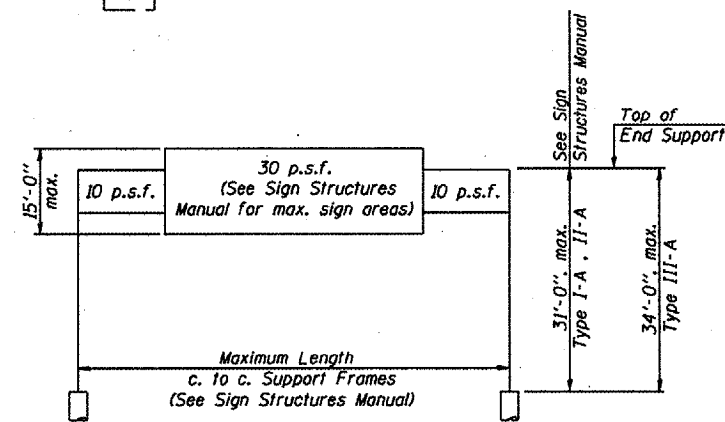 See Sign
Structures Manual
Top of
End Support
15'-0"
max.
10 p.s.f.
30 p.s.f.
(See Sign Structures
Manual for max. sign areas)
10 p.s.f.
31'-0", max.
Type I-A , II-A
34'-0", max.
Type III-A
Maximum Length
c. to c. Support Frames
(See Sign Structures Manual)